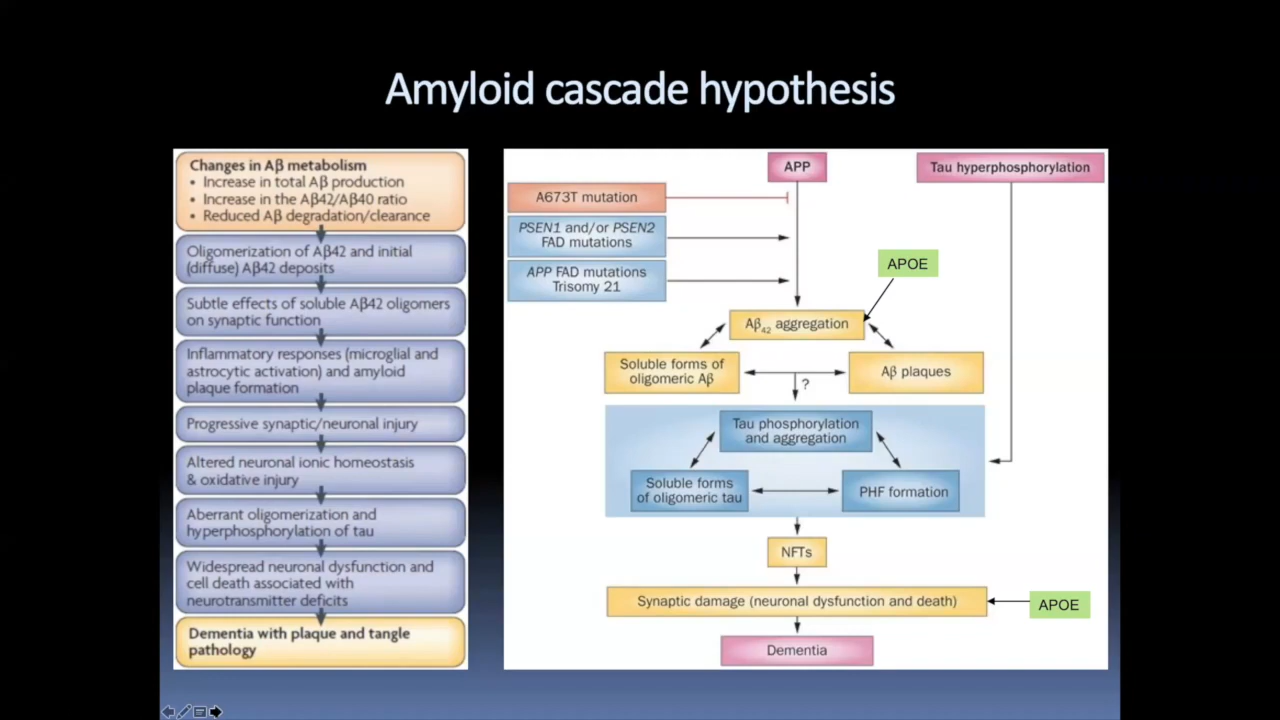 Amyloid cascade hypothesis
Changes in Aβ metabolism
• Increase in total Aβ production
• Increase in the Aβ42/Aβ40 ratio
• Reduced Aβ degradation/clearance
Oligomerization of Aβ42 and initial
(diffuse) Aβ42 deposits
Subtle effects of soluble Aβ42 oligomers
on synaptic function
Inflammatory responses (microglial and
astrocytic activation) and amyloid
plaque formation
Progressive synaptic/neuronal injury
Altered neuronal ionic homeostasis
& oxidative injury
Aberrant oligomerization and
hyperphosphorylation of tau
Widespread neuronal dysfunction and
cell death associated with
neurotransmitter deficits
Dementia with plaque and tangle
pathology
APP
Tau hyperphosphorylation
A673T mutation
PSEN1 and/or PSEN2
FAD mutations
APP FAD mutations
Trisomy 21
APOE
Aβ42 aggregation
Soluble forms of
oligomeric Aβ
Aβ plaques
?
Tau phosphorylation
and aggregation
Soluble forms
of oligomeric tau
PHF formation
NFTs
Synaptic damage (neuronal dysfunction and death)
APOE
Dementia